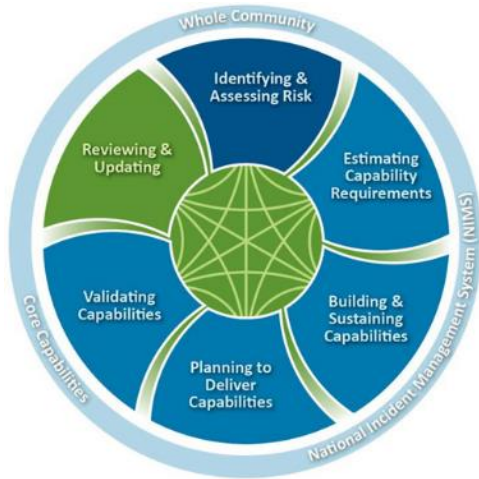 Whole Community
Identifying &
Assessing Risk
Estimating
Capability
Requirements
Building &
Sustaining
Capabilities
Planning to
Deliver
Capabilities
Validating
Capabilities
Reviewing &
Updating
National Incident Management System (NIMS)
Core Capabilities